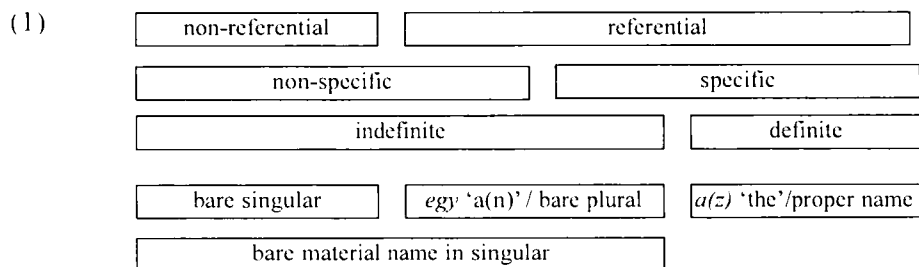 (1) non-referential referential
non-specific specific
indefinite definite
bare singular egy ‘a(n)’ / bare plural a(z) ‘the’/proper name
bare material name in singular